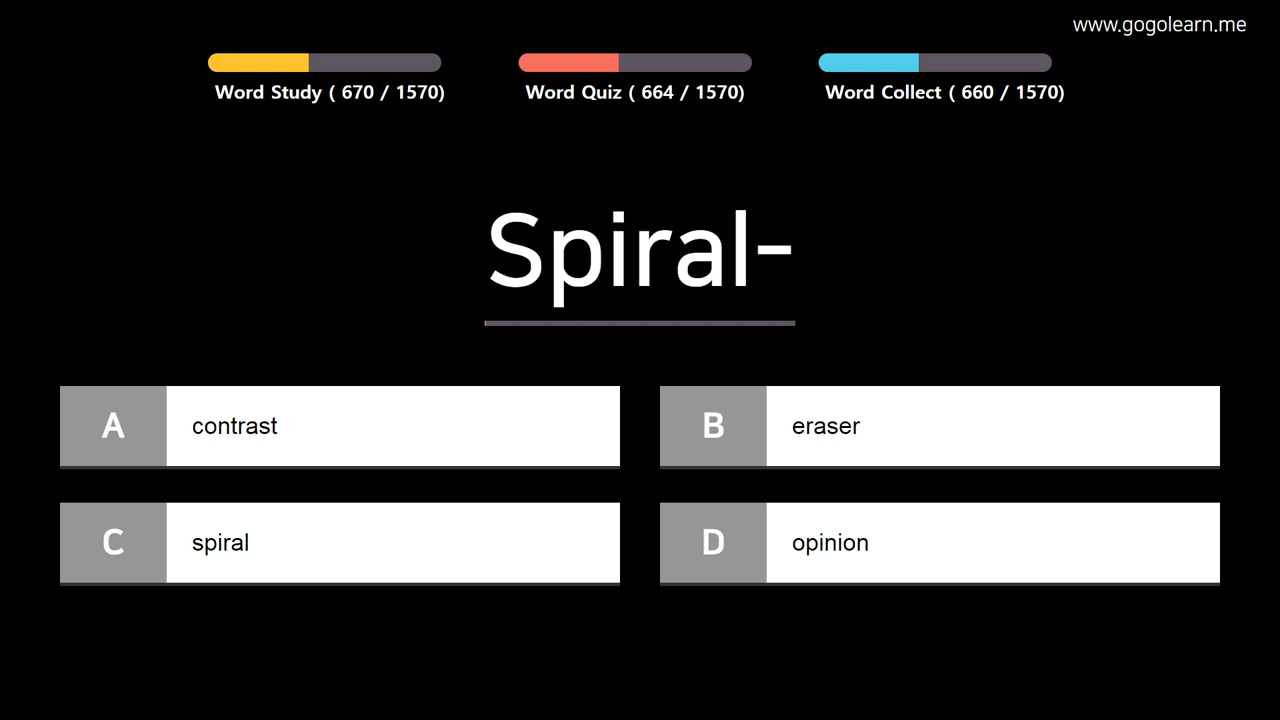 www.gogolearn.me
Word Study ( 670 / 1570)
Word Quiz ( 664 / 1570)
Word Collect ( 660 / 1570)
Spiral-
A
contrast
B
eraser
C
spiral
D
opinion